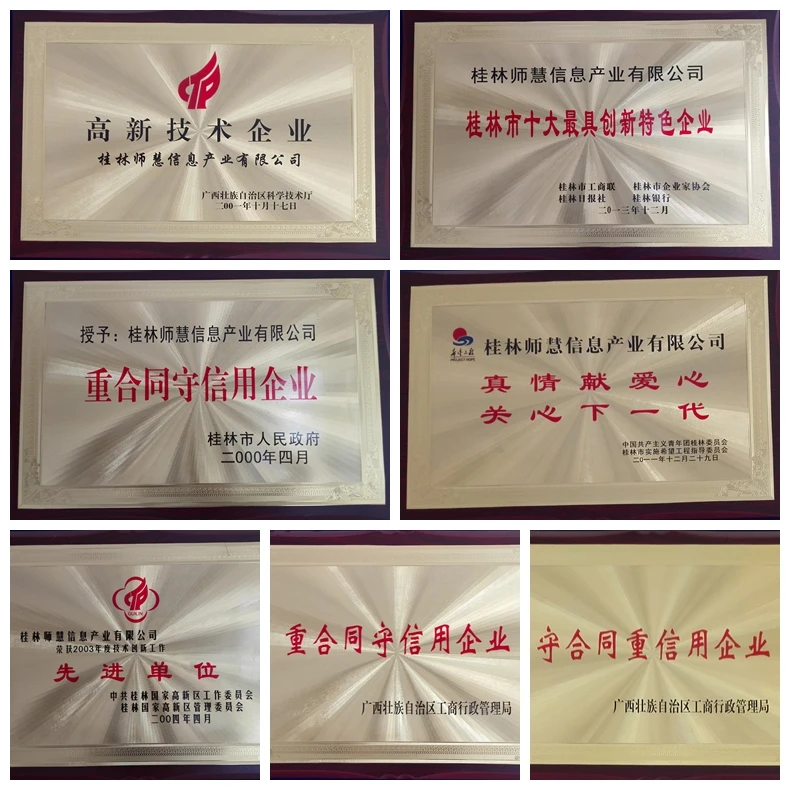 高新技术企业
桂林师慧信息产业有限公司
广西壮族自治区科学技术厅
二00一年十月十七日
桂林师慧信息产业有限公司
桂林市十大最具创新特色企业
桂林市工商联 桂林市企业家协会
桂林日报社 桂林银行
二0一三年十二月
授予：桂林师慧信息产业有限公司
重合同守信用企业
桂林市人民政府
二000年四月
希望工程
PROJECT HOPE
桂林师慧信息产业有限公司
真情献爱心
关心下一代
中国共产主义青年团桂林委员会
桂林市实施希望工程指导委员会
二0一一年十二月二十九日
桂林师慧信息产业有限公司
荣获2003年度技术创新工作
先进单位
中共桂林国家高新区工作委员会
桂林国家高新区管理委员会
二00四年四月
重合同守信用企业
广西壮族自治区工商行政管理局
守合同重信用企业
广西壮族自治区工商行政管理局